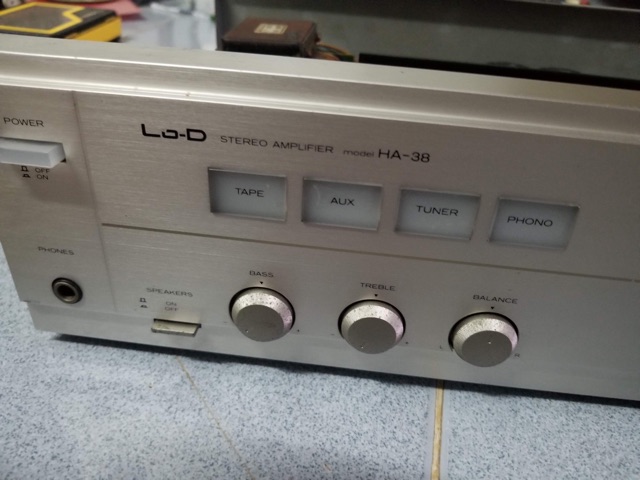 POWER
OFF
ON
Lo-D STEREO AMPLIFIER model HA-38
TAPE
AUX
TUNER
PHONO
PHONES
SPEAKERS
ON
OFF
BASS
TREBLE
BALANCE
L
R